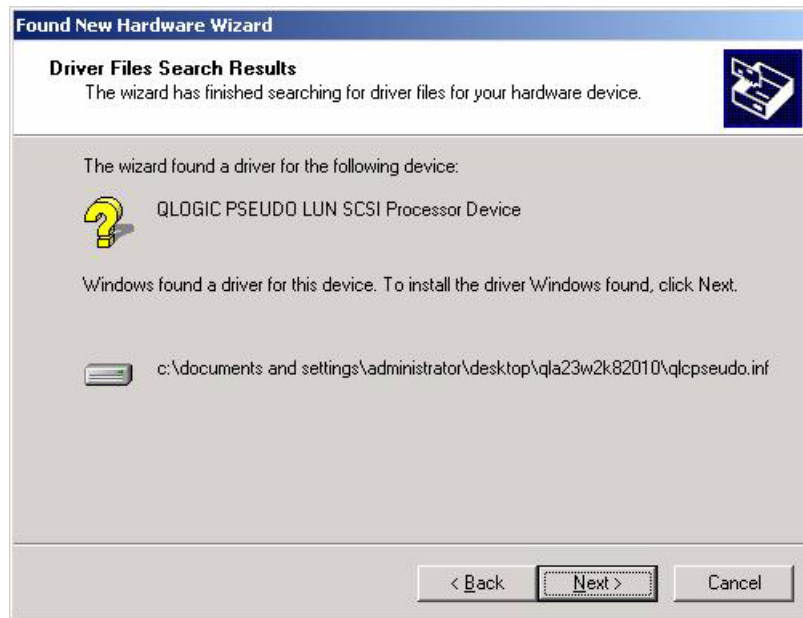 Found New Hardware Wizard
Driver Files Search Results
The wizard has finished searching for driver files for your hardware device.
The wizard found a driver for the following device:
QLOGIC PSEUDO LUN SCSI Processor Device
Windows found a driver for this device. To install the driver Windows found, click Next.
c:\documents and settings\administrator\desktop\qla23w2k82010\qlcpseudo.inf
< Back Next > Cancel